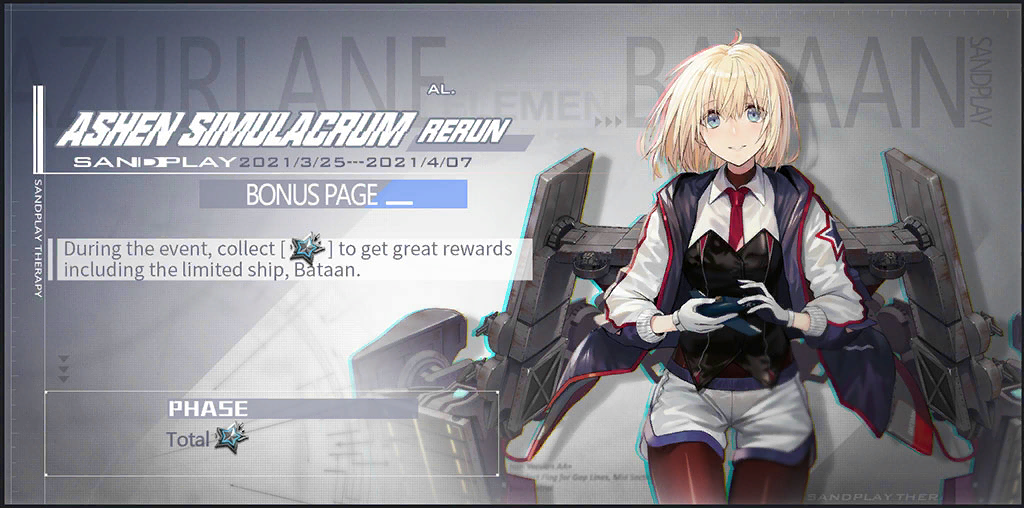 AZURLANE
BATAAN
SANDPLAY
AL.
ELEMEN...
ASHEN SIMULACRUM RERUN
SANDPLAY 2021/3/25---2021/4/07
BONUS PAGE
SANDPLAY THERAPY
During the event, collect [ ] to get great rewards
including the limited ship, Bataan.
PHASE
Total
SANDPLAY THER